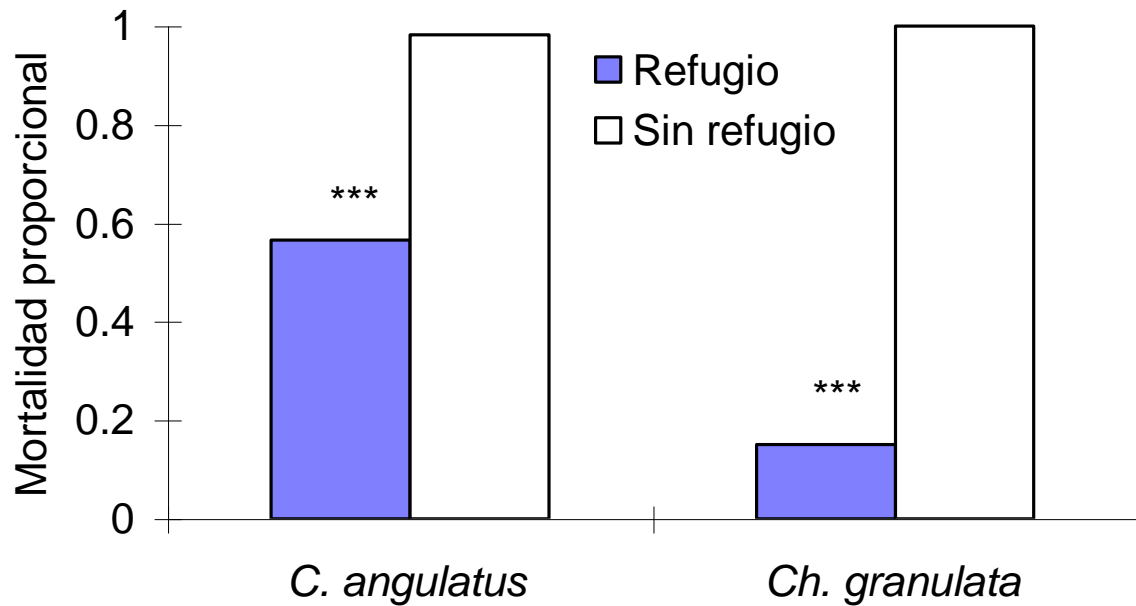 Mortalidad proporcional
1
0.8
0.6
0.4
0.2
0
Refugio
Sin refugio
***
***
C. angulatus
Ch. granulata